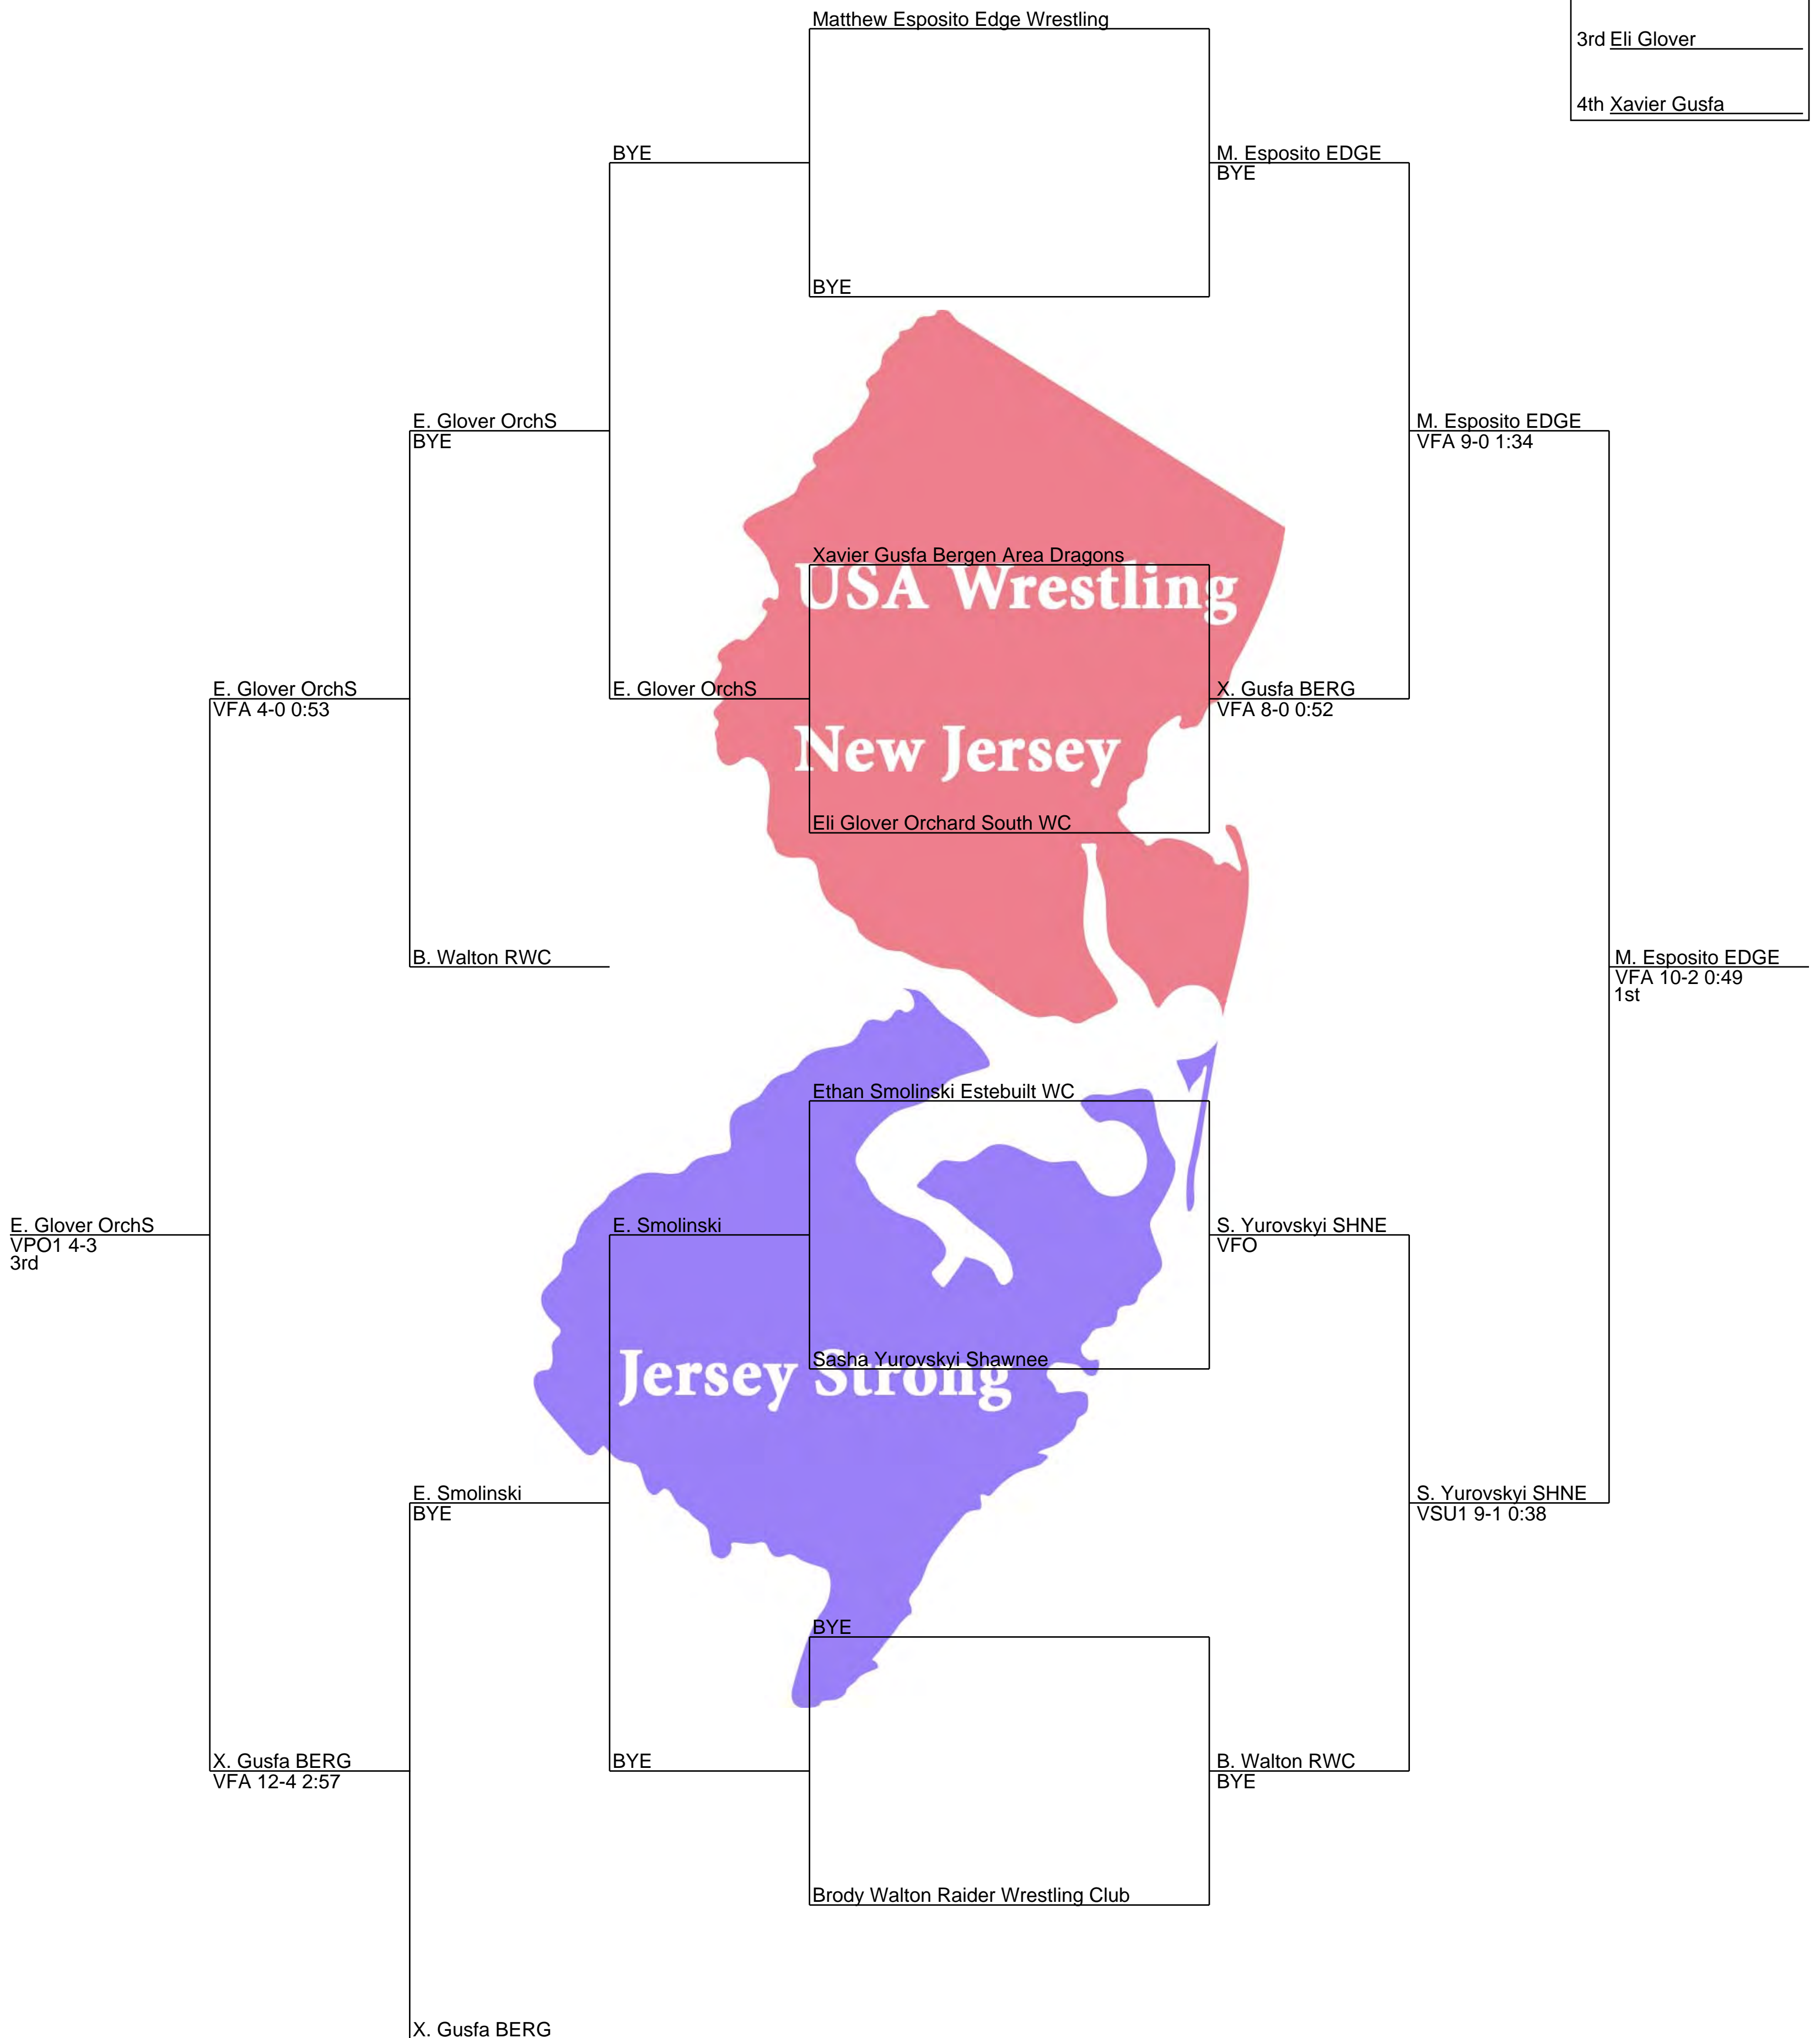 Matthew Esposito Edge Wrestling
3rd Eli Glover
4th Xavier Gusfa
BYE
M. Esposito EDGE
BYE
BYE
E. Glover OrchS
BYE
M. Esposito EDGE
VFA 9-0 1:34
Xavier Gusfa Bergen Area Dragons
USA Wrestling
E. Glover OrchS
VFA 4-0 0:53
E. Glover OrchS
X. Gusfa BERG
VFA 8-0 0:52
New Jersey
Eli Glover Orchard South WC
B. Walton RWC
M. Esposito EDGE
VFA 10-2 0:49
1st
Ethan Smolinski Estebuilt WC
E. Glover OrchS
VPO1 4-3
3rd
E. Smolinski
S. Yurovskyi SHNE
VFO
Sasha Yurovskyi Shawnee
Jersey Strong
E. Smolinski
BYE
S. Yurovskyi SHNE
VSU1 9-1 0:38
BYE
X. Gusfa BERG
VFA 12-4 2:57
BYE
B. Walton RWC
BYE
Brody Walton Raider Wrestling Club
X. Gusfa BERG